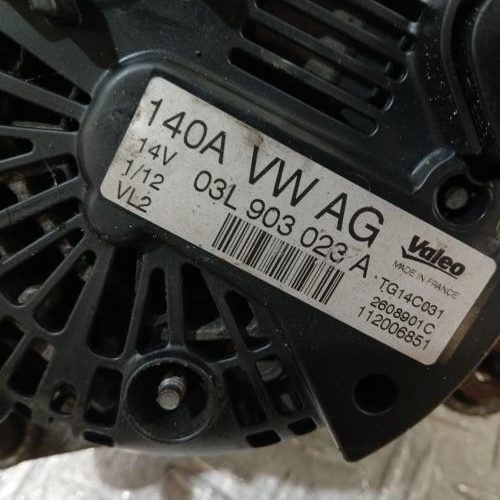 140A VW AG
14V 03L 903 023 A
1/12
VL2
Valeo
MADE IN FRANCE
TG14C031
2608901C
112006851